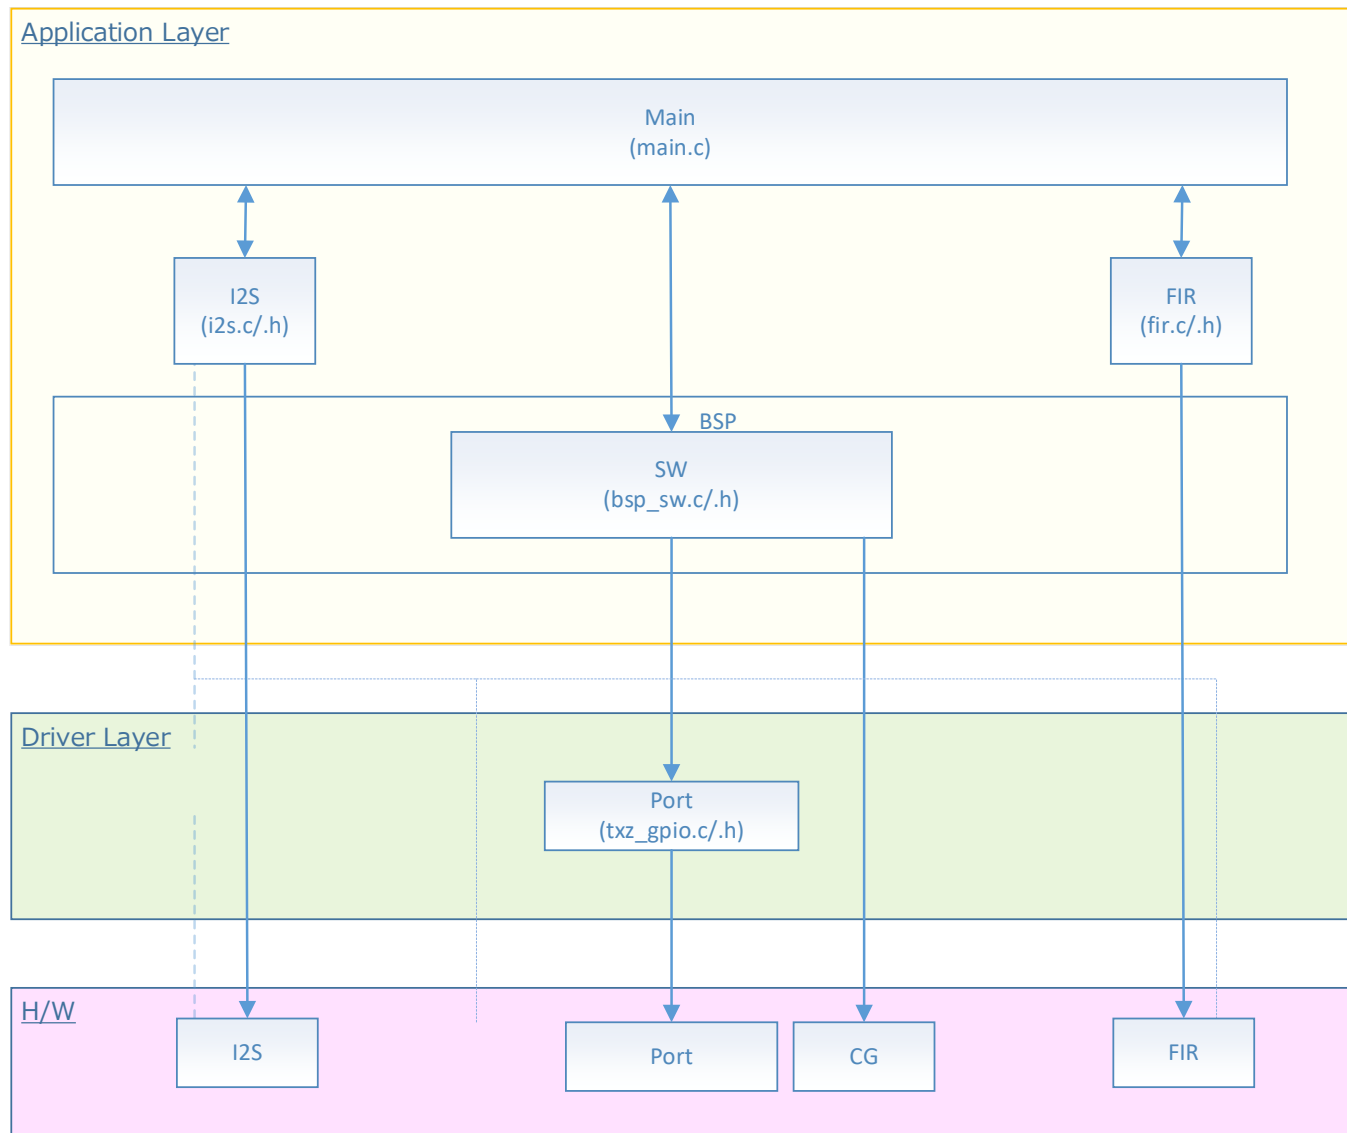 Application Layer
Main
(main.c)
I2S
(i2s.c/.h)
FIR
(fir.c/.h)
BSP
SW
(bsp_sw.c/.h)
Driver Layer
Port
(txz_gpio.c/.h)
H/W
I2S
Port
CG
FIR